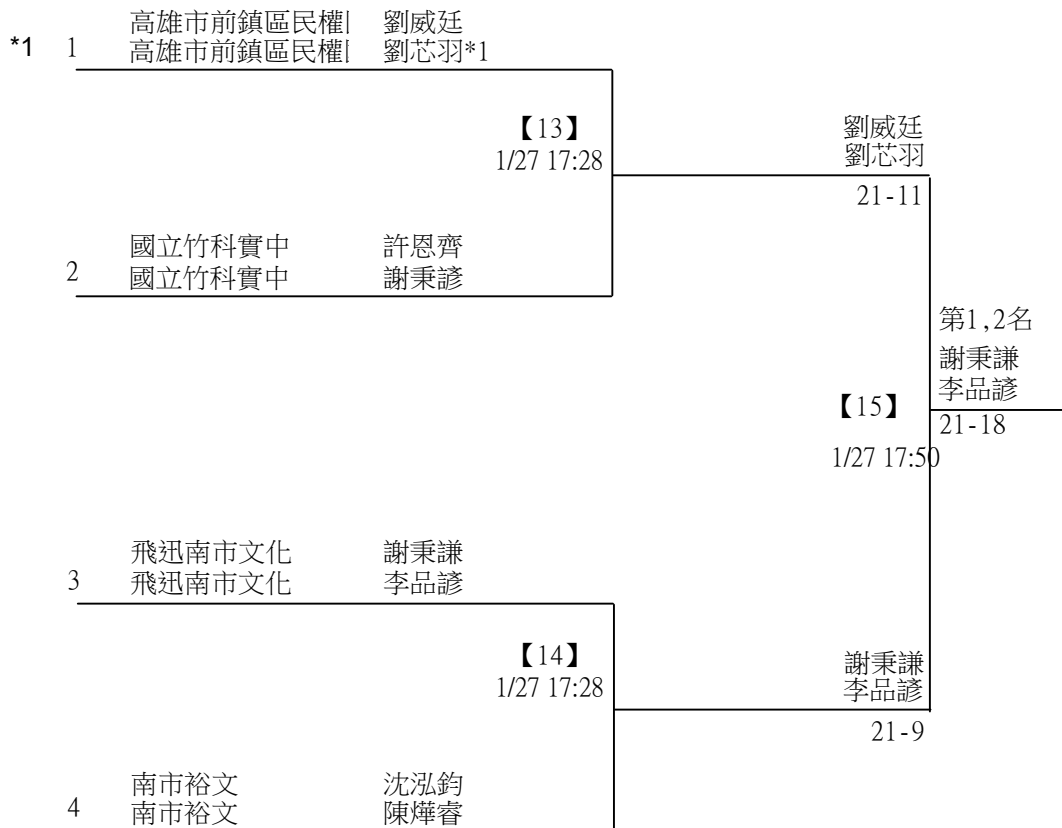 高雄市前鎮區民權 劉威廷
*1 1 高雄市前鎮區民權 劉芯羽*1
【13】
1/27 17:28
劉威廷
劉芯羽
21-11
國立竹科實中 許恩齊
2 國立竹科實中 謝秉諺
第1,2名
謝秉謙
李品諺
【15】
21-18
1/27 17:50
飛迅南市文化 謝秉謙
3 飛迅南市文化 李品諺
【14】
1/27 17:28
謝秉謙
李品諺
21-9
南市裕文 沈泓鈞
4 南市裕文 陳燁睿